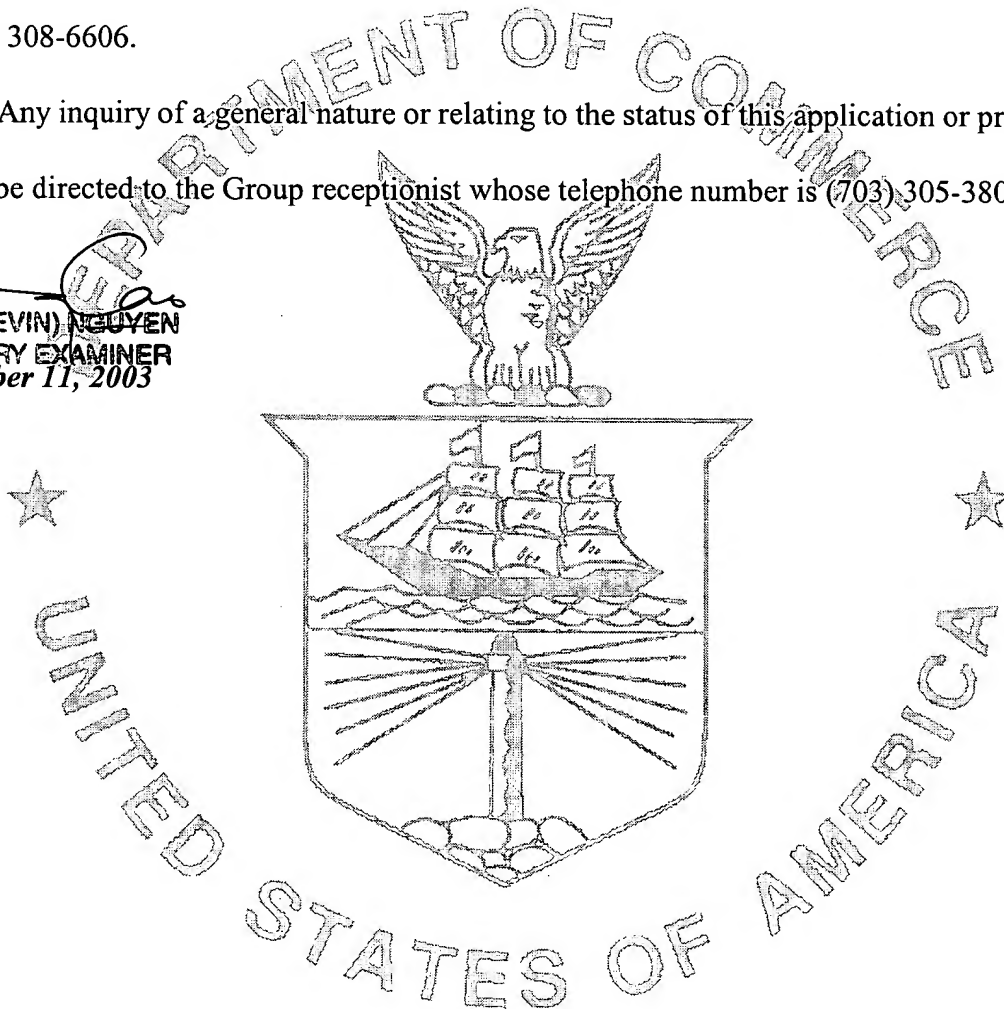 308-6606.
Any inquiry of a general nature or relating to the status of this application or pr
be directed to the Group receptionist whose telephone number is (703) 305-380
EVIN) NGUYEN
RY EXAMINER
ber 11, 2003
DEPARTMENT OF COMMERCE
UNITED STATES OF AMERICA